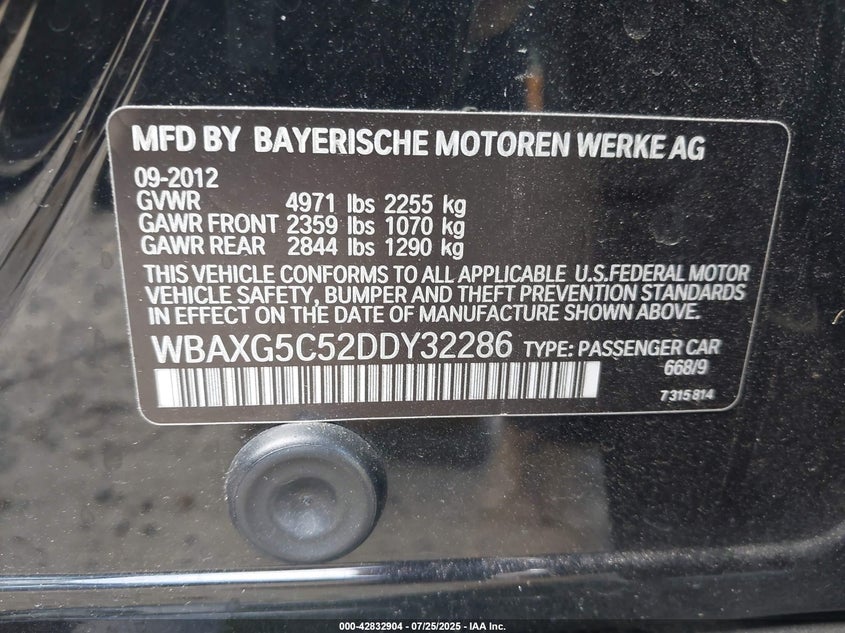 MFD BY BAYERISCHE MOTOREN WERKE AG
09-2012
GVWR 4971 lbs 2255 kg
GAWR FRONT 2359 lbs 1070 kg
GAWR REAR 2844 lbs 1290 kg
THIS VEHICLE CONFORMS TO ALL APPLICABLE U.S.FEDERAL MOTOR
VEHICLE SAFETY, BUMPER AND THEFT PREVENTION STANDARDS
IN EFFECT ON THE DATE OF MANUFACTURE SHOWN ABOVE.
WBAXG5C52DDY32286 TYPE: PASSENGER CAR
668/9
7 315 814
000-42832904 - 07/25/2025 - IAA Inc.